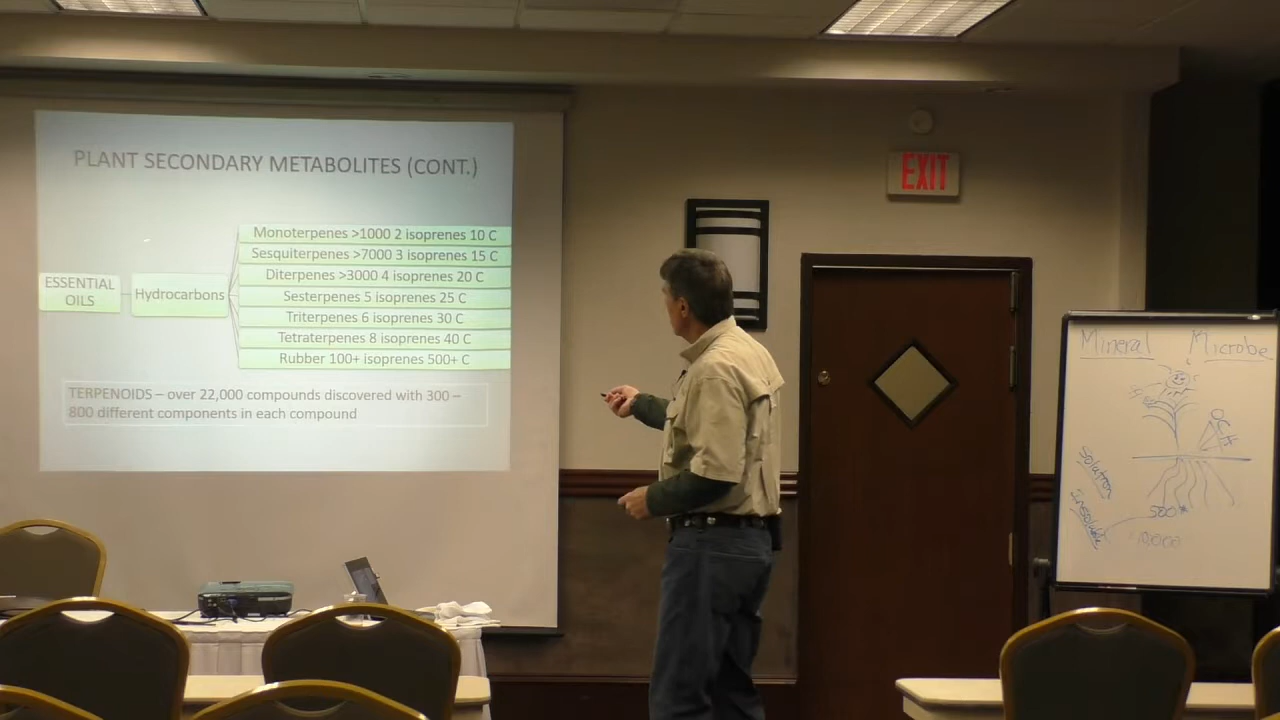 PLANT SECONDARY METABOLITES (CONT.)
Monoterpenes >1000 2 isoprenes 10 C
Sesquiterpenes >7000 3 isoprenes 15 C
Diterpenes >3000 4 isoprenes 20 C
ESSENTIAL
OILS
Hydrocarbons
Sesterpenes 5 isoprenes 25 C
Triterpenes 6 isoprenes 30 C
Tetraterpenes 8 isoprenes 40 C
Rubber 100+ isoprenes 500+ C
TERPENOIDS – over 22,000 compounds discovered with 300 –
800 different components in each compound
EXIT
Mineral Microbe
Solution
Insoluble
500